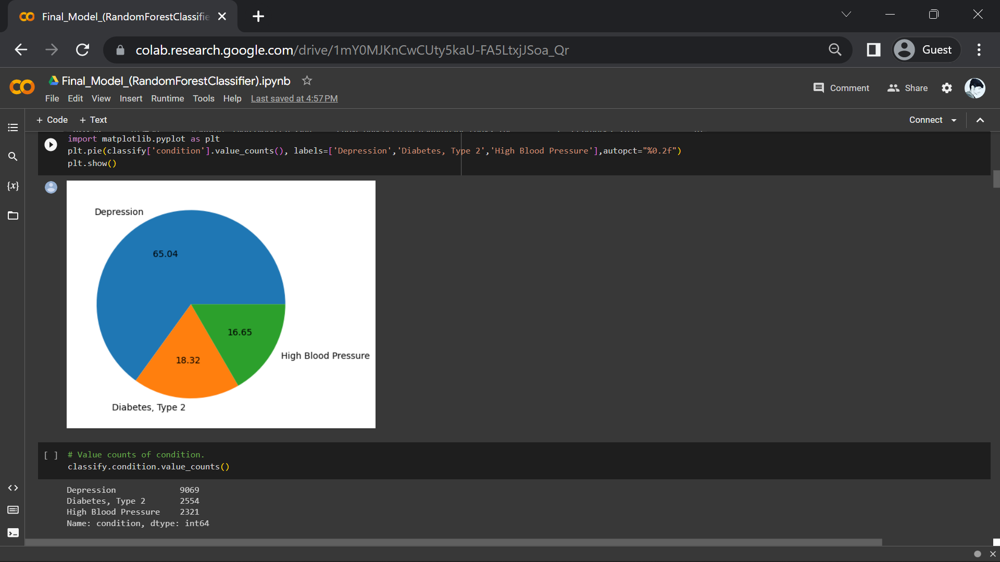 Final_Model_(RandomForestClassifie
colab.research.google.com/drive/1mY0MJKnCwCUty5kaU-FA5LtxjJSoa_Qr
Guest
Final_Model_(RandomForestClassifier).ipynb
Comment
Share
File Edit View Insert Runtime Tools Help Last saved at 4:57 PM
+ Code + Text
Connect
import matplotlib.pyplot as plt
plt.pie(classify['condition'].value_counts(), labels=['Depression','Diabetes, Type 2','High Blood Pressure'],autopct="%0.2f")
plt.show()
{x}
Depression
65.04
16.65
High Blood Pressure
18.32
Diabetes, Type 2
[ ] # Value counts of condition.
classify.condition.value_counts()
Depression 9069
Diabetes, Type 2 2554
High Blood Pressure 2321
Name: condition, dtype: int64